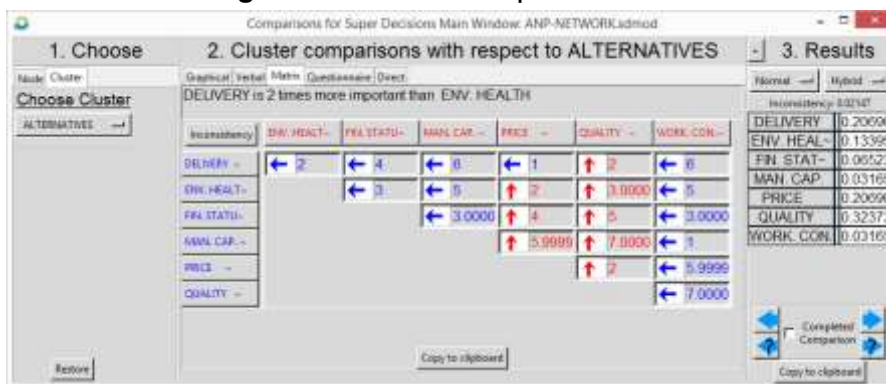 Comparisons for Super Decisions Main Window: ANP-NETWORK.sdmod
1. Choose
2. Cluster comparisons with respect to ALTERNATIVES
- 3. Results
Node Cluster
Graphical Verbal Matrix Questionnaire Direct
Normal Hybrid
Choose Cluster
DELIVERY is 2 times more important than ENV. HEALTH
Inconsistency: 0.02147
ALTERNATIVES
Inconsistency ENV. HEALT~ FIN. STATU~ MAN. CAP. ~ PRICE ~ QUALITY ~ WORK. CON.~
DELIVERY ~ 2 4 6 1 2 6
ENV. HEALT~ 3 5 2 3.0000 5
FIN. STATU~ 3.0000 4 5 3.0000
MAN. CAP. ~ 5.9999 7.0000 1
PRICE ~ 2 5.9999
QUALITY ~ 7.0000
DELIVERY 0.2069
ENV. HEAL~ 0.1339
FIN. STAT~ 0.0652
MAN. CAP. 0.0316
PRICE 0.2069
QUALITY 0.3237
WORK. CON. 0.0316
Completed
Comparison
Restore
Copy to clipboard
Copy to clipboard